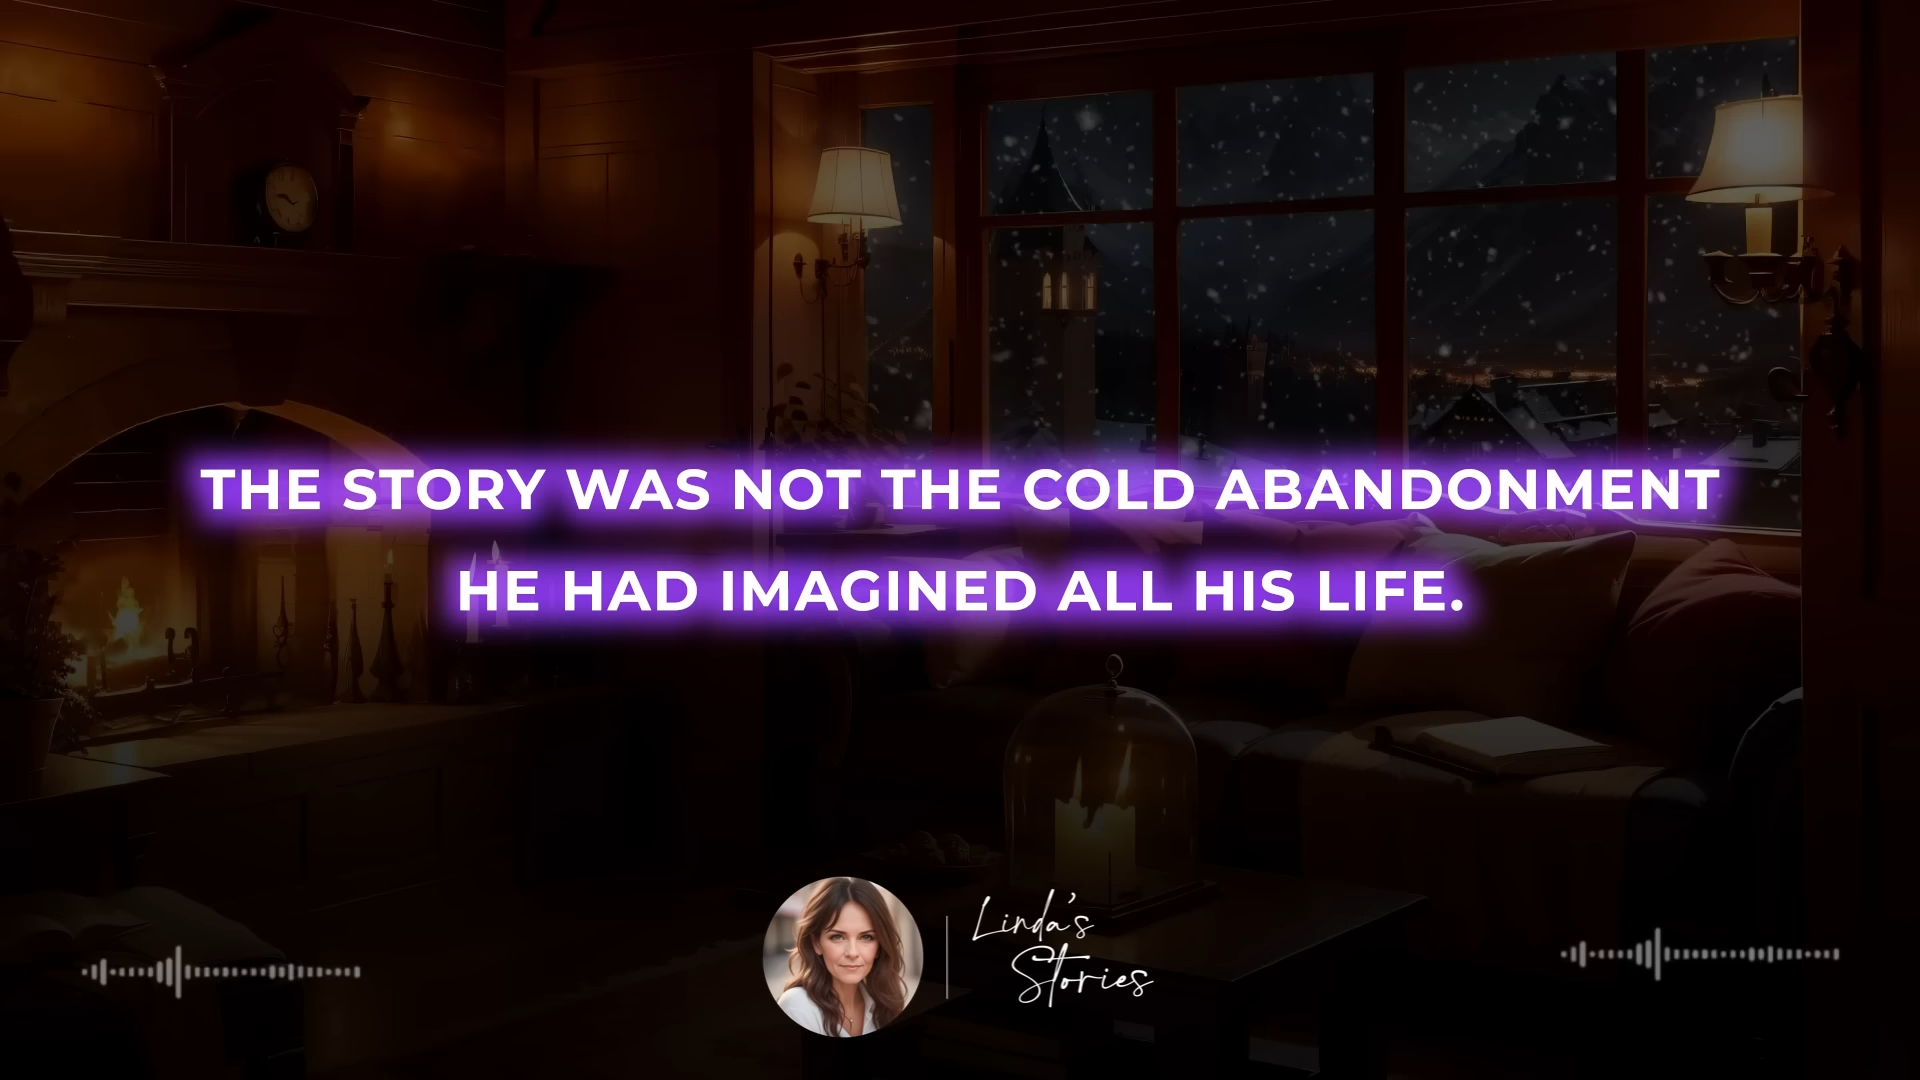 THE STORY WAS NOT THE COLD ABANDONMENT
HE HAD IMAGINED ALL HIS LIFE.
Linda's
Stories